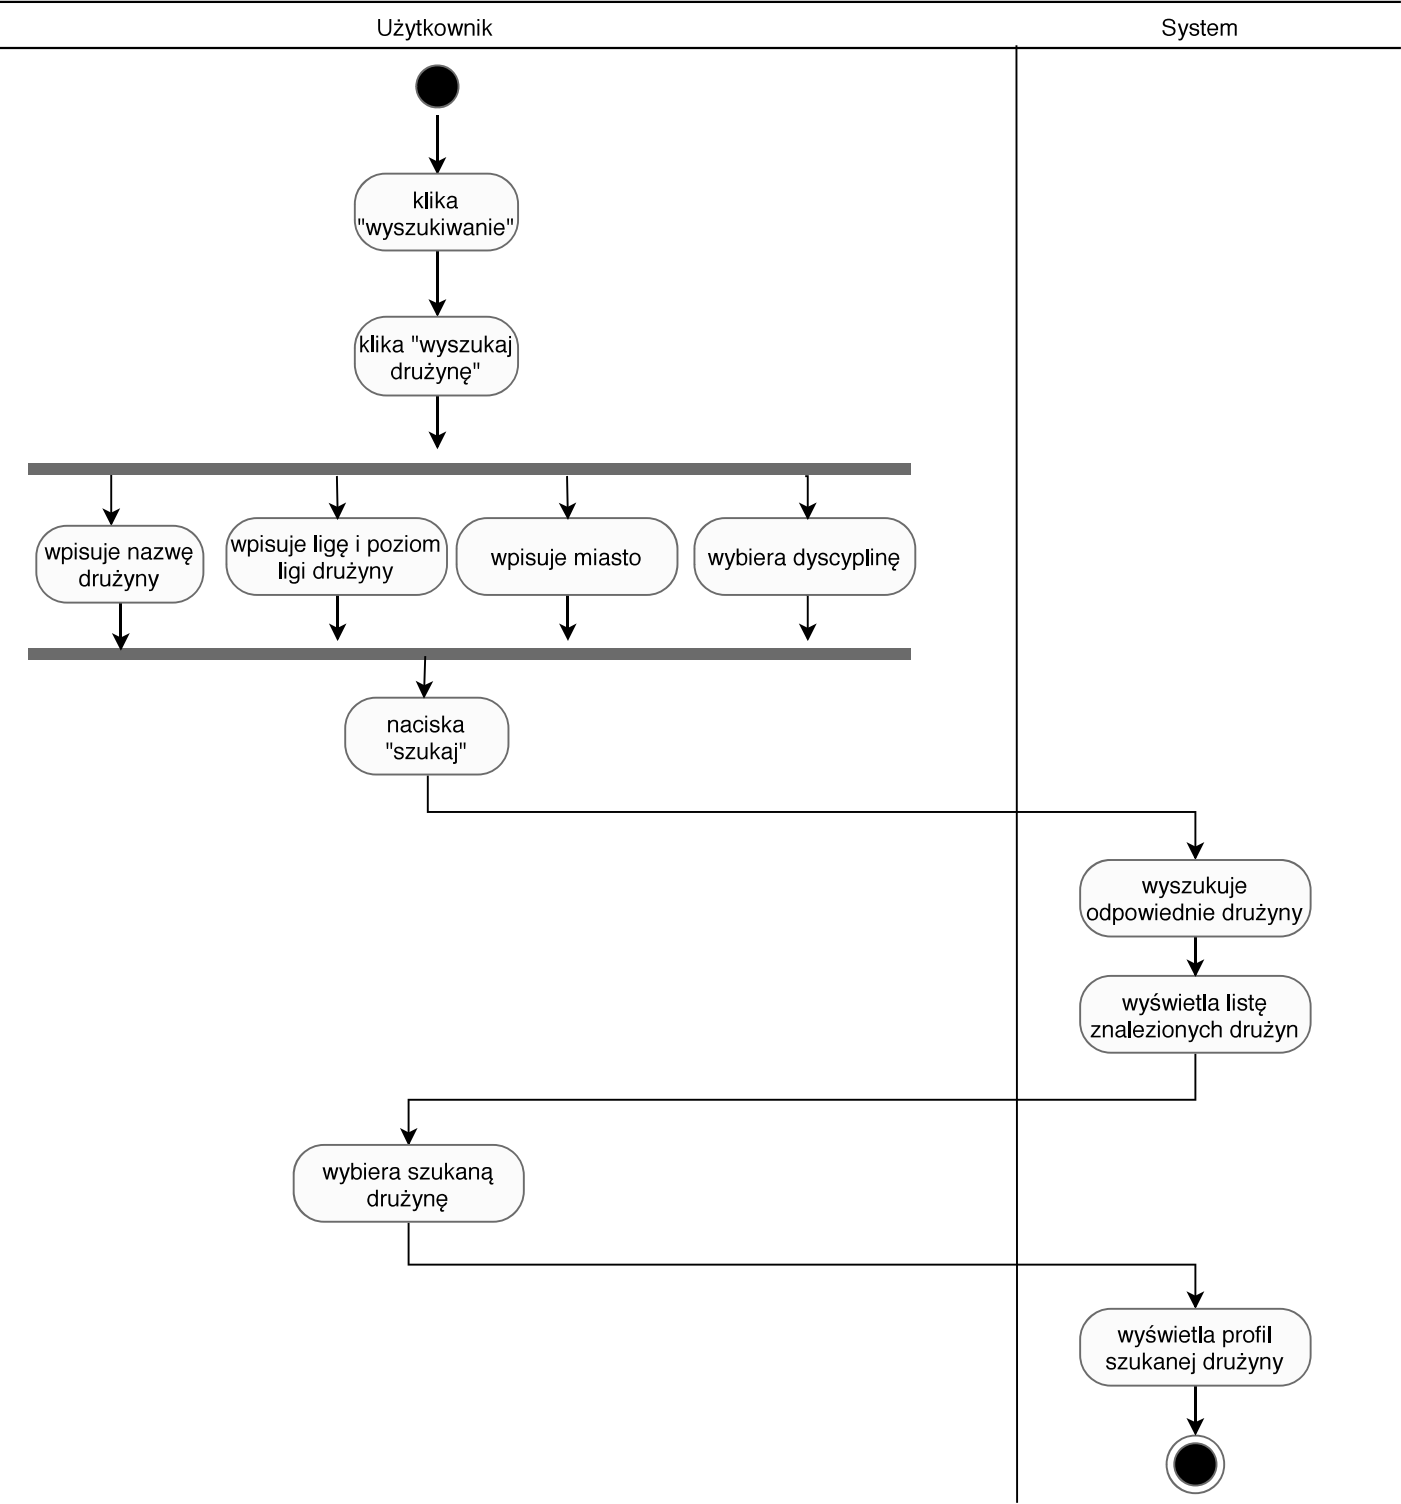 Użytkownik
System
klika
"wyszukiwanie"
klika "wyszukaj
drużynę"
wpisuje nazwę
drużyny
wpisuje ligę i poziom
ligi drużyny
wpisuje miasto
wybiera dyscyplinę
naciska
"szukaj"
wyszukuje
odpowiednie drużyny
wyświetla listę
znalezionych drużyn
wybiera szukaną
drużynę
wyświetla profil
szukanej drużyny